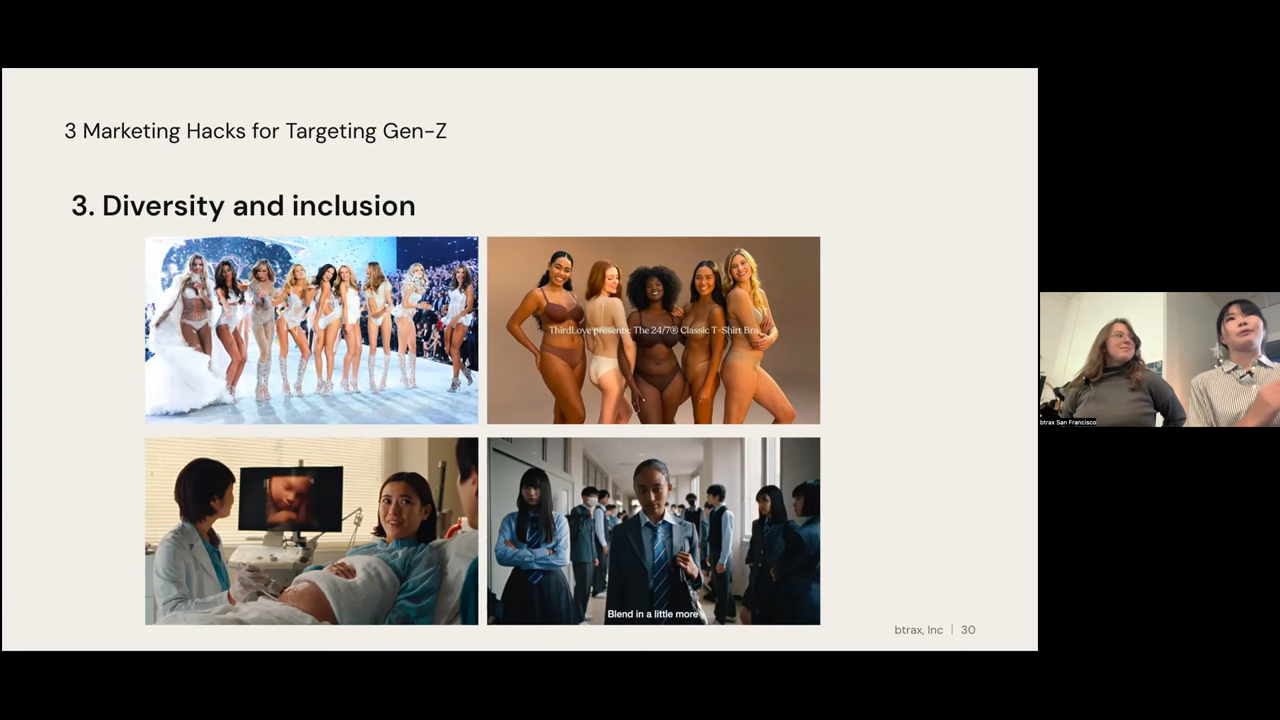 3 Marketing Hacks for Targeting Gen-Z
3. Diversity and inclusion
ThirdLove presents: The 24/7® Classic T-Shirt Bra
Blend in a little more
btrax, Inc | 30
btrax San Francisco